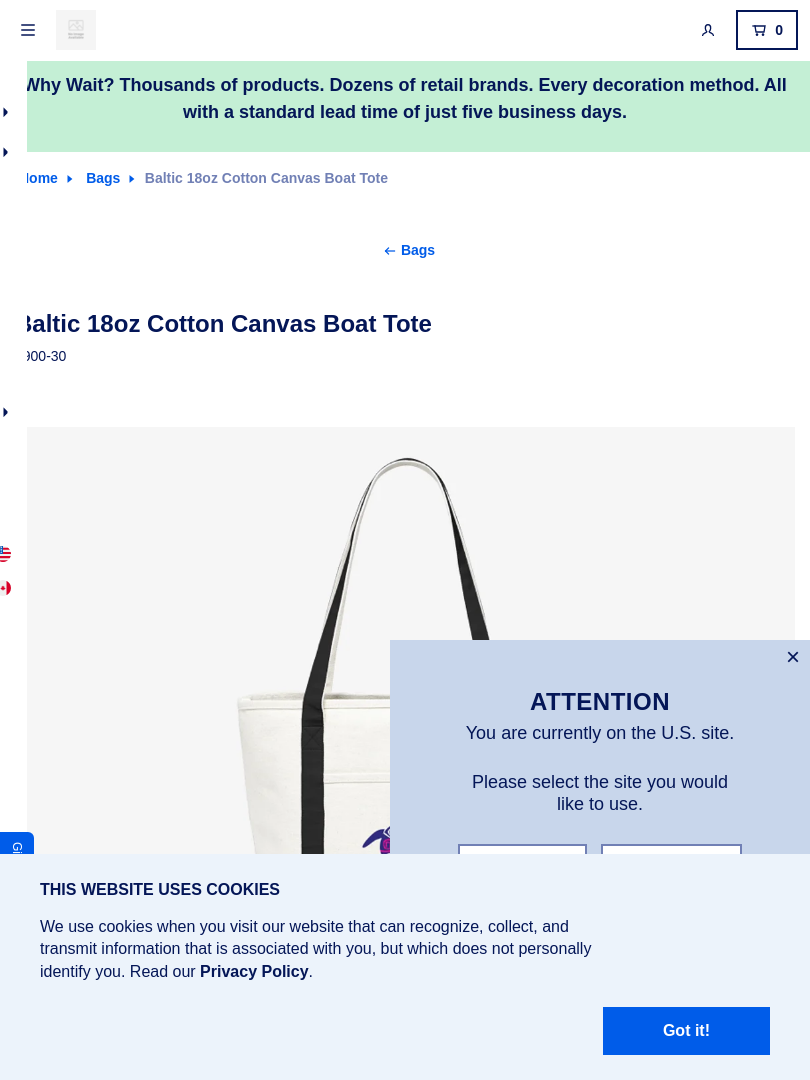 0
Why Wait? Thousands of products. Dozens of retail brands. Every decoration method. All
with a standard lead time of just five business days.
Home Bags Baltic 18oz Cotton Canvas Boat Tote
Bags
Baltic 18oz Cotton Canvas Boat Tote
900-30
ATTENTION
You are currently on the U.S. site.
Please select the site you would
like to use.
THIS WEBSITE USES COOKIES
We use cookies when you visit our website that can recognize, collect, and
transmit information that is associated with you, but which does not personally
identify you. Read our Privacy Policy.
Got it!